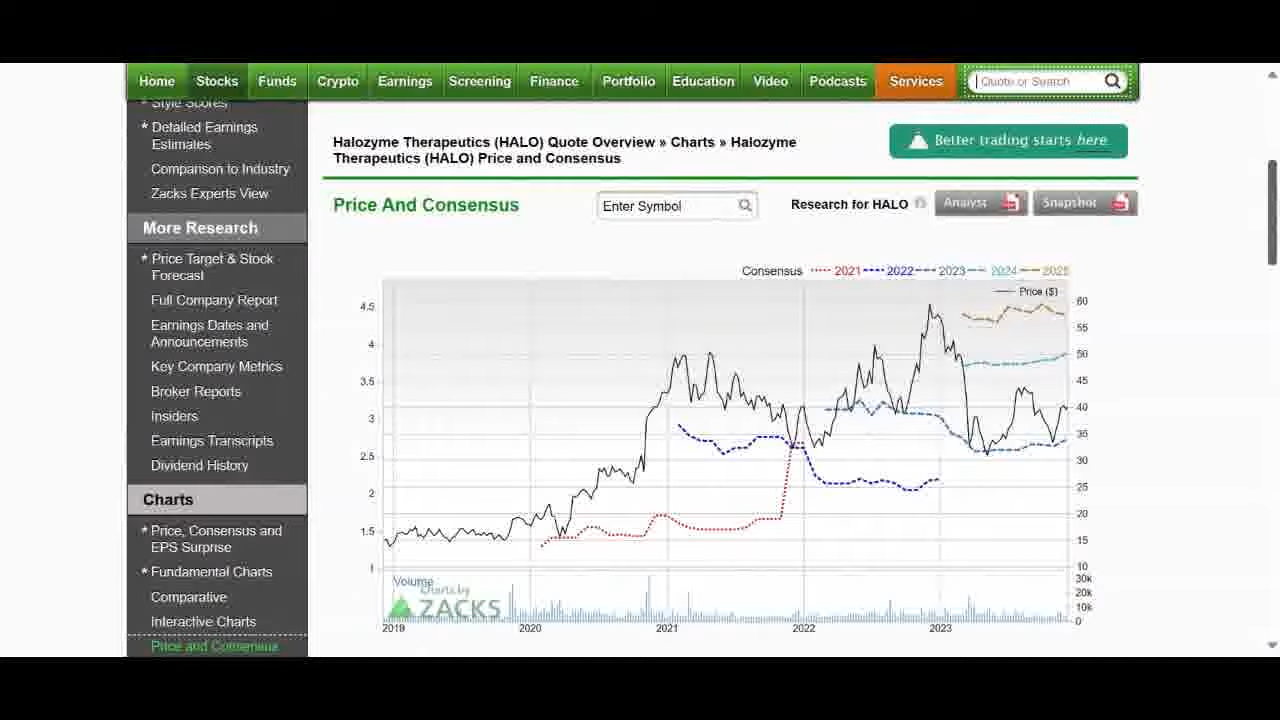 Home Stocks Funds Crypto Earnings Screening Finance Portfolio Education Video Podcasts Services Quote or Search
* Style Scores
* Detailed Earnings
Estimates
Comparison to Industry
Zacks Experts View
More Research
* Price Target & Stock
Forecast
Full Company Report
Earnings Dates and
Announcements
Key Company Metrics
Broker Reports
Insiders
Earnings Transcripts
Dividend History
Charts
* Price, Consensus and
EPS Surprise
* Fundamental Charts
Comparative
Interactive Charts
Price and Consensus
Halozyme Therapeutics (HALO) Quote Overview » Charts » Halozyme
Therapeutics (HALO) Price and Consensus
Better trading starts here
Price And Consensus
Enter Symbol
Research for HALO
Analyst
Snapshot
Consensus 2021 2022 2023 2024 2025
Price ($)
4.5
4
3.5
3
2.5
2
1.5
1
60
55
50
45
40
35
30
25
20
15
10
30k
20k
10k
0
Volume
Charts by
ZACKS
2019 2020 2021 2022 2023